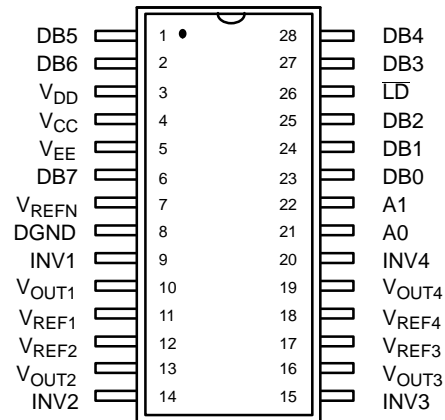 DB5 1 28 DB4
DB6 2 27 DB3
VDD 3 26 L̅D̅
VCC 4 25 DB2
VEE 5 24 DB1
DB7 6 23 DB0
VREFN 7 22 A1
DGND 8 21 A0
INV1 9 20 INV4
VOUT1 10 19 VOUT4
VREF1 11 18 VREF4
VREF2 12 17 VREF3
VOUT2 13 16 VOUT3
INV2 14 15 INV3